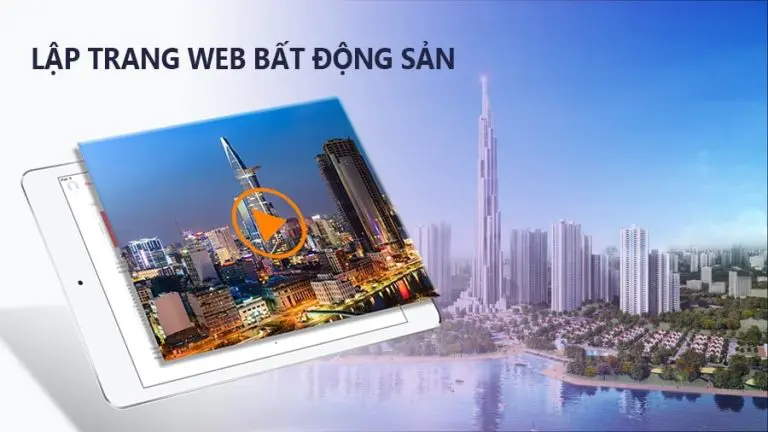 LẬP TRANG WEB BẤT ĐỘNG SẢN